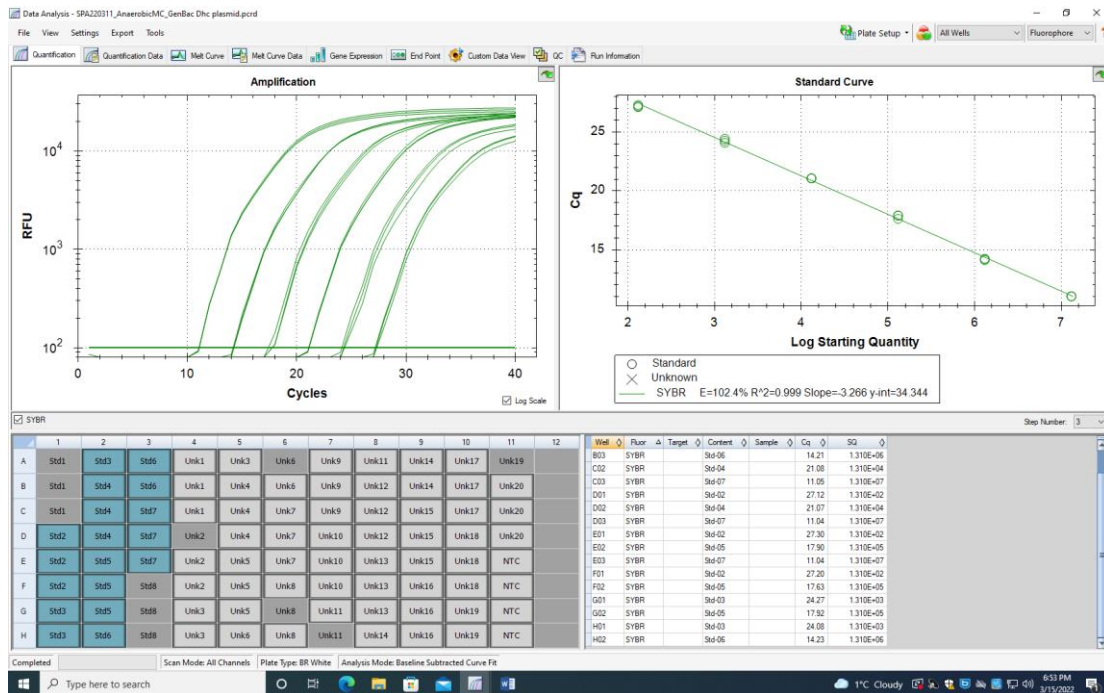 Data Analysis - SPA220311_AnaerobicMC_GenBac Dhc plasmid.pcrd
File View Settings Export Tools Plate Setup All Wells Fluorophore
Quantification Quantification Data Melt Curve Melt Curve Data Gene Expression End Point Custom Data View QC Run Information
Amplification
10^4
10^3
10^2
RFU
0 10 20 30 40
Cycles
Log Scale
Standard Curve
25
20
15
Cq
2 3 4 5 6 7
Log Starting Quantity
Standard
Unknown
SYBR E=102.4% R^2=0.999 Slope=-3.266 y-int=34.344
SYBR Step Number: 3
1 2 3 4 5 6 7 8 9 10 11 12
A Std1 Std3 Std6 Unk1 Unk3 Unk6 Unk9 Unk11 Unk14 Unk17 Unk19
B Std1 Std4 Std6 Unk1 Unk4 Unk6 Unk9 Unk12 Unk14 Unk17 Unk20
C Std1 Std4 Std7 Unk1 Unk4 Unk7 Unk9 Unk12 Unk15 Unk17 Unk20
D Std2 Std4 Std7 Unk2 Unk4 Unk7 Unk10 Unk12 Unk15 Unk18 Unk20
E Std2 Std5 Std7 Unk2 Unk5 Unk7 Unk10 Unk13 Unk15 Unk18 NTC
F Std2 Std5 Std8 Unk2 Unk5 Unk8 Unk10 Unk13 Unk16 Unk18 NTC
G Std3 Std5 Std8 Unk3 Unk5 Unk8 Unk11 Unk13 Unk16 Unk19 NTC
H Std3 Std6 Std8 Unk3 Unk6 Unk8 Unk11 Unk14 Unk16 Unk19 NTC
Well Fluor Target Content Sample Cq SQ
B03 SYBR Std-06 14.21 1.310E+06
C02 SYBR Std-04 21.08 1.310E+04
C03 SYBR Std-07 11.05 1.310E+07
D01 SYBR Std-02 27.12 1.310E+02
D02 SYBR Std-04 21.07 1.310E+04
D03 SYBR Std-07 11.04 1.310E+07
E01 SYBR Std-02 27.30 1.310E+02
E02 SYBR Std-05 17.90 1.310E+05
E03 SYBR Std-07 11.04 1.310E+07
F01 SYBR Std-02 27.20 1.310E+02
F02 SYBR Std-05 17.63 1.310E+05
G01 SYBR Std-03 24.27 1.310E+03
G02 SYBR Std-05 17.92 1.310E+05
H01 SYBR Std-03 24.08 1.310E+03
H02 SYBR Std-06 14.23 1.310E+06
Completed Scan Mode: All Channels Plate Type: BR White Analysis Mode: Baseline Subtracted Curve Fit
Type here to search 1°C Cloudy 6:53 PM
3/15/2022